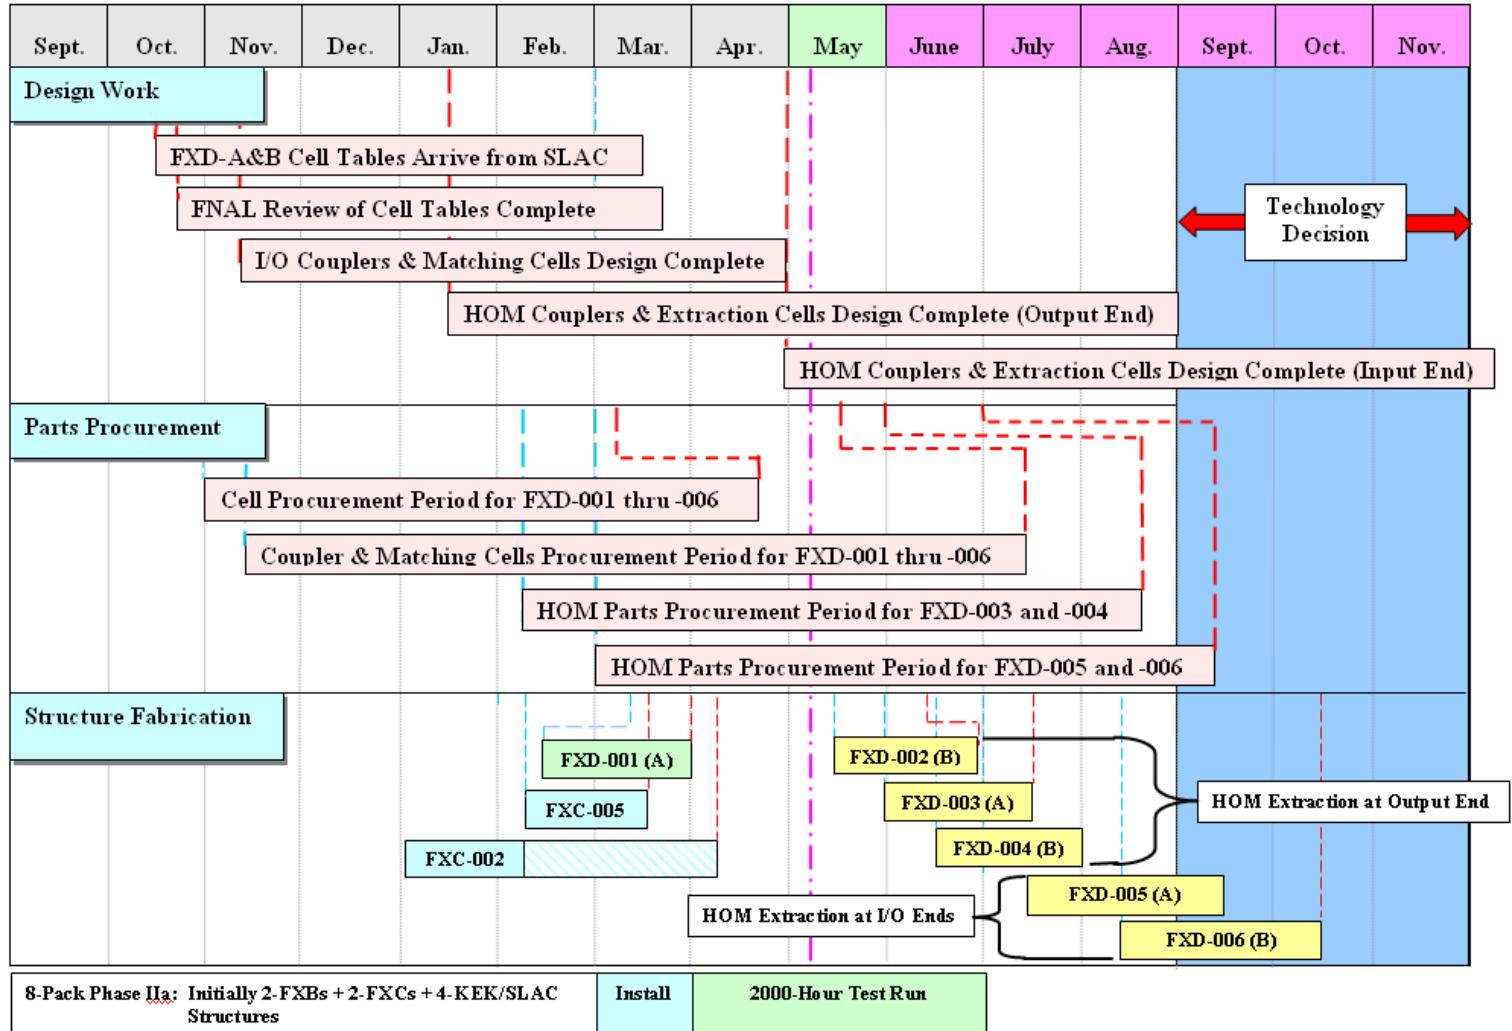 Sept. Oct. Nov. Dec. Jan. Feb. Mar. Apr. May June July Aug. Sept. Oct. Nov.
Design Work
FXD-A&B Cell Tables Arrive from SLAC
FNAL Review of Cell Tables Complete
Technology
Decision
I/O Couplers & Matching Cells Design Complete
HOM Couplers & Extraction Cells Design Complete (Output End)
HOM Couplers & Extraction Cells Design Complete (Input End)
Parts Procurement
Cell Procurement Period for FXD-001 thru -006
Coupler & Matching Cells Procurement Period for FXD-001 thru -006
HOM Parts Procurement Period for FXD-003 and -004
HOM Parts Procurement Period for FXD-005 and -006
Structure Fabrication
FXD-001 (A)
FXD-002 (B)
FXC-005
FXD-003 (A)
HOM Extraction at Output End
FXC-002
FXD-004 (B)
FXD-005 (A)
HOM Extraction at I/O Ends
FXD-006 (B)
8-Pack Phase IIa: Initially 2-FXBs + 2-FXCs + 4-KEK/SLAC
Structures
Install
2000-Hour Test Run